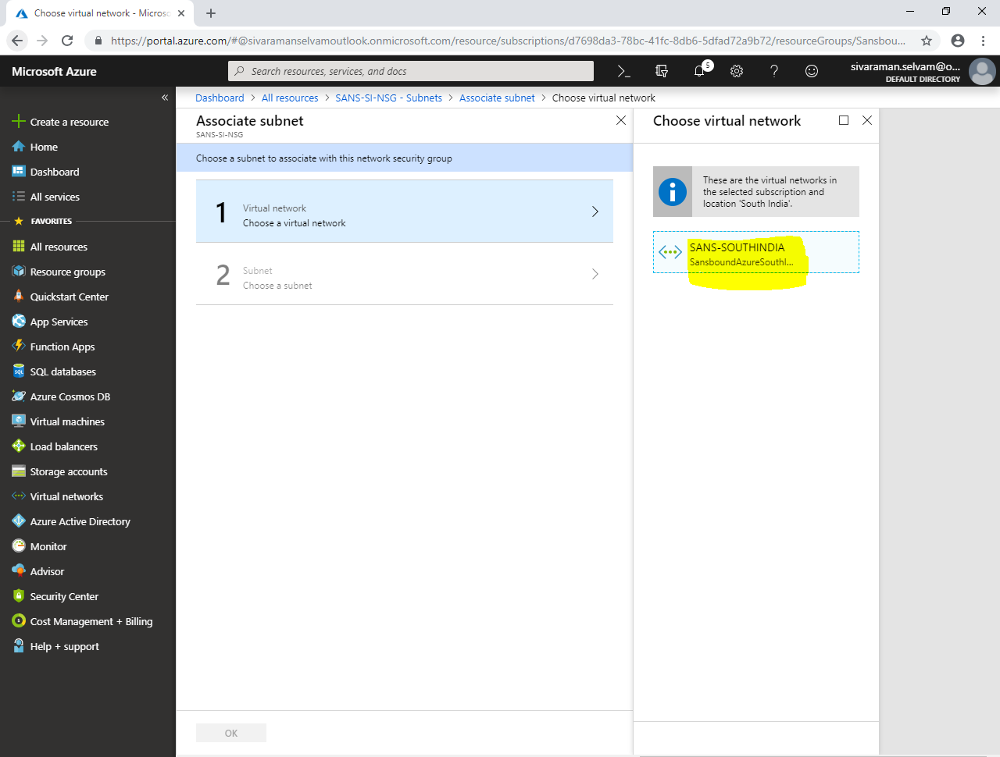 Choose virtual network - Microsc
https://portal.azure.com/#@sivaramanselvamoutlook.onmicrosoft.com/resource/subscriptions/d7698da3-78bc-41fc-8db6-5dfad72a9b72/resourceGroups/Sansbou...
Microsoft Azure
Search resources, services, and docs
5
sivaraman.selvam@o...
DEFAULT DIRECTORY
«
Create a resource
Home
Dashboard
All services
FAVORITES
All resources
Resource groups
Quickstart Center
App Services
Function Apps
SQL
SQL databases
Azure Cosmos DB
Virtual machines
Load balancers
Storage accounts
Virtual networks
Azure Active Directory
Monitor
Advisor
Security Center
Cost Management + Billing
Help + support
Dashboard > All resources > SANS-SI-NSG - Subnets > Associate subnet > Choose virtual network
Associate subnet
SANS-SI-NSG
Choose a subnet to associate with this network security group
1
Virtual network
Choose a virtual network
2
Subnet
Choose a subnet
OK
Choose virtual network
These are the virtual networks in
the selected subscription and
location 'South India'.
SANS-SOUTHINDIA
SansboundAzureSouthI...